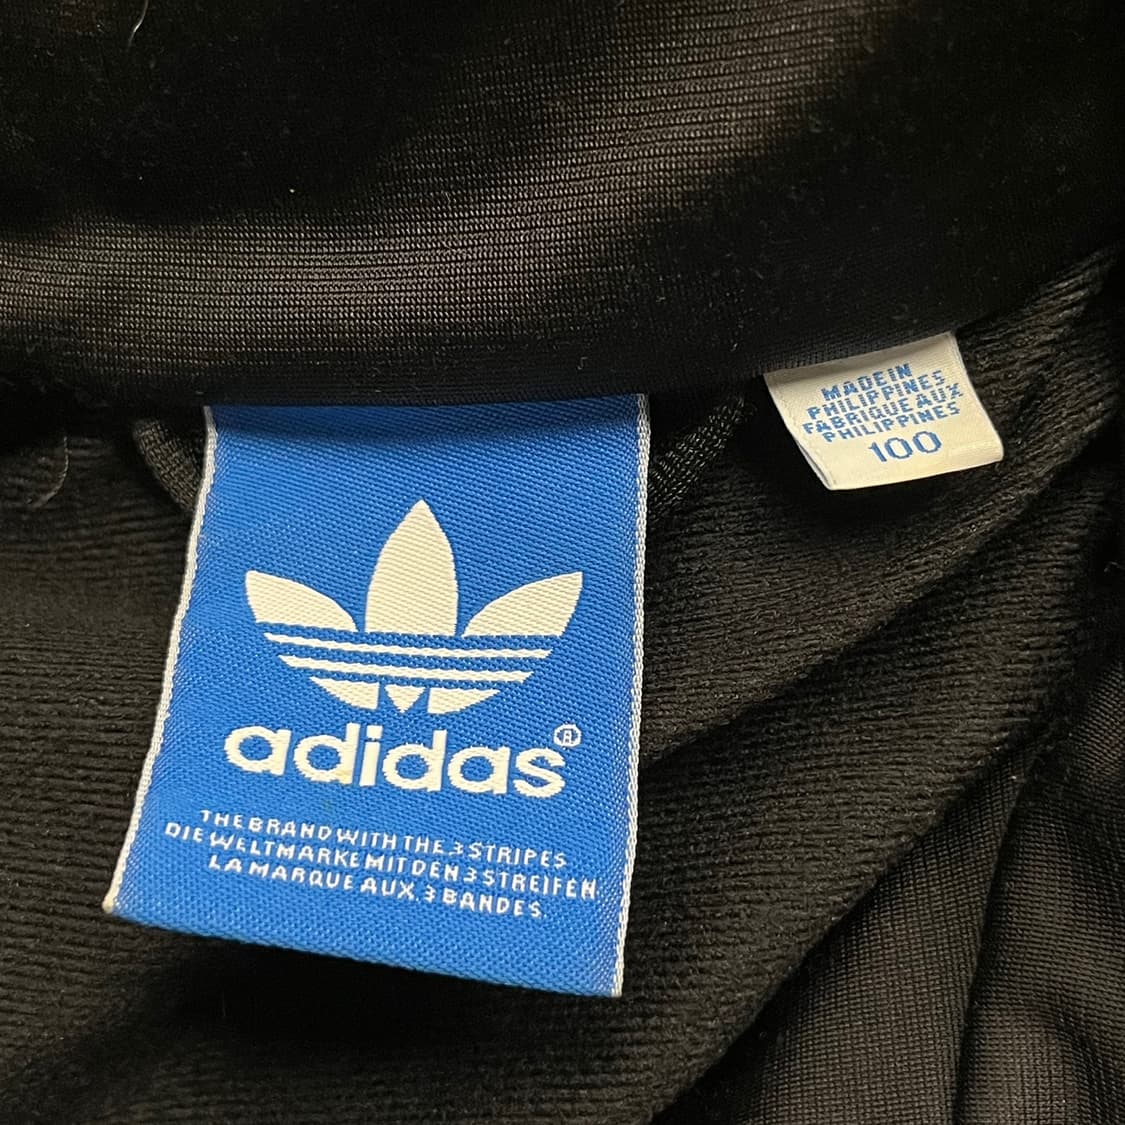 adidas®
THE BRAND WITH THE 3 STRIPES
DIE WELTMARKE MIT DEN 3 STREIFEN
LA MARQUE AUX 3 BANDES
MADE IN
PHILIPPINES
FABRIQUE AUX
PHILIPPINES
100